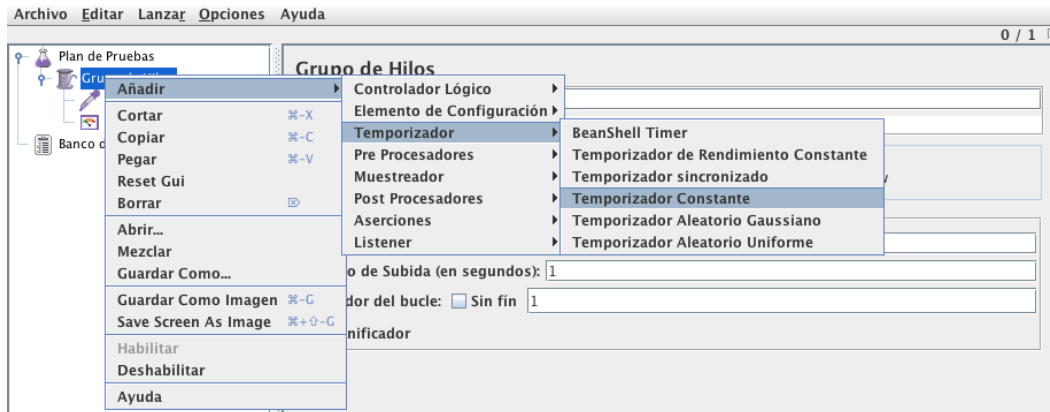 Archivo Editar Lanzar Opciones Ayuda
0 / 1
Plan de Pruebas
Grupo de Hilos
Banco
Añadir
Cortar ⌘-X
Copiar ⌘-C
Pegar ⌘-V
Reset Gui
Borrar ⌦
Abrir...
Mezclar
Guardar Como...
Guardar Como Imagen ⌘-G
Save Screen As Image ⌘+⇧-G
Habilitar
Deshabilitar
Ayuda
Controlador Lógico
Elemento de Configuración
Temporizador
Pre Procesadores
Muestreador
Post Procesadores
Aserciones
Listener
BeanShell Timer
Temporizador de Rendimiento Constante
Temporizador sincronizado
Temporizador Constante
Temporizador Aleatorio Gaussiano
Temporizador Aleatorio Uniforme
o de Subida (en segundos): 1
dor del bucle: Sin fín 1
nificador